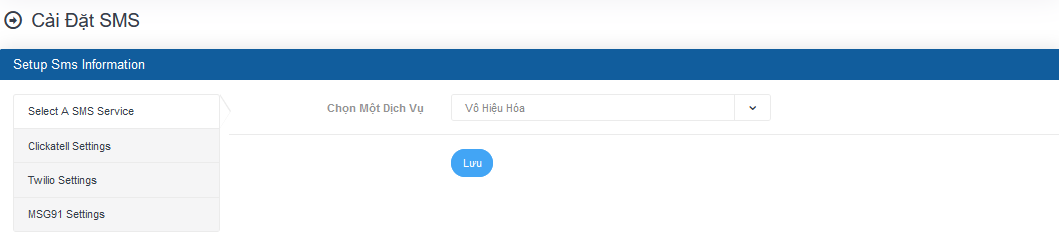 Cài Đặt SMS
Setup Sms Information
Select A SMS Service
Chọn Một Dịch Vụ
Vô Hiệu Hóa
Clickatell Settings
Lưu
Twilio Settings
MSG91 Settings